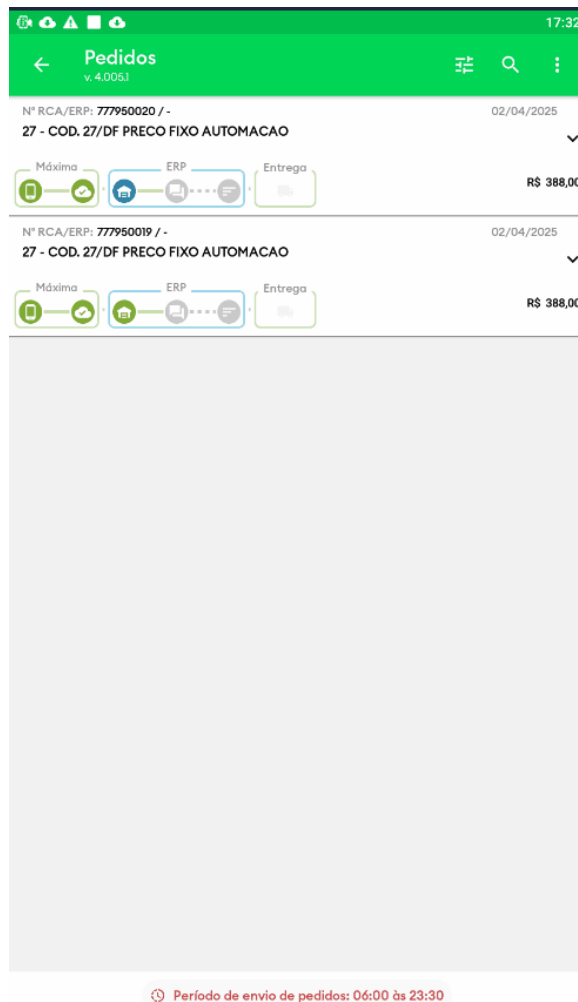 17:32
Pedidos
v. 4.005.1
N° RCA/ERP: 777950020 / -
02/04/2025
27 - COD. 27/DF PRECO FIXO AUTOMACAO
Máxima
ERP
Entrega
R$ 388,00
N° RCA/ERP: 777950019 / -
02/04/2025
27 - COD. 27/DF PRECO FIXO AUTOMACAO
Máxima
ERP
Entrega
R$ 388,00
Período de envio de pedidos: 06:00 às 23:30